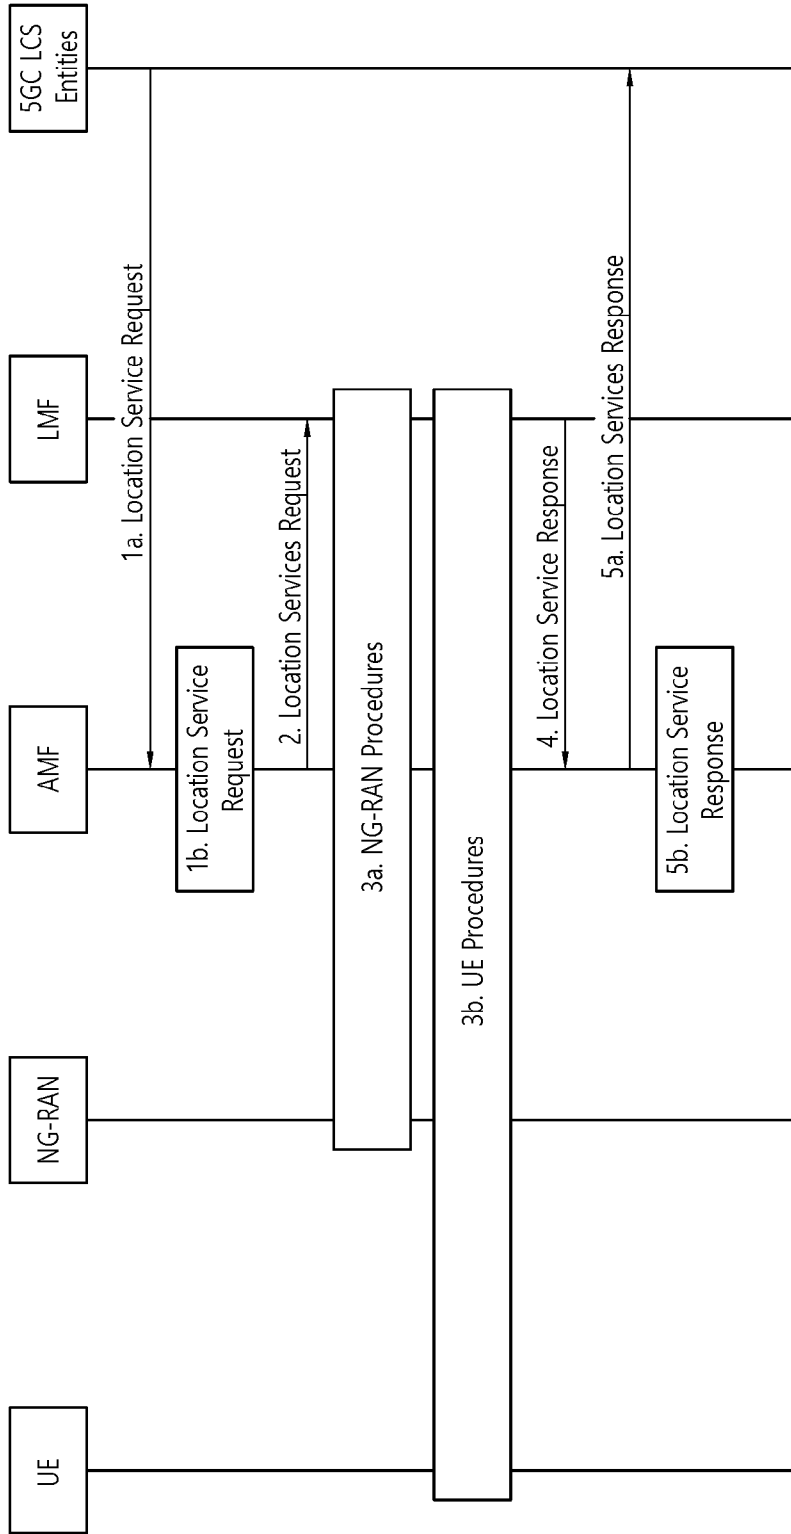 UE
NG-RAN
AMF
LMF
5GC LCS
Entities
1a. Location Service Request
1b. Location Service
Request
2. Location Services Request
3a. NG-RAN Procedures
3b. UE Procedures
4. Location Service Response
5a. Location Services Response
5b. Location Service
Response